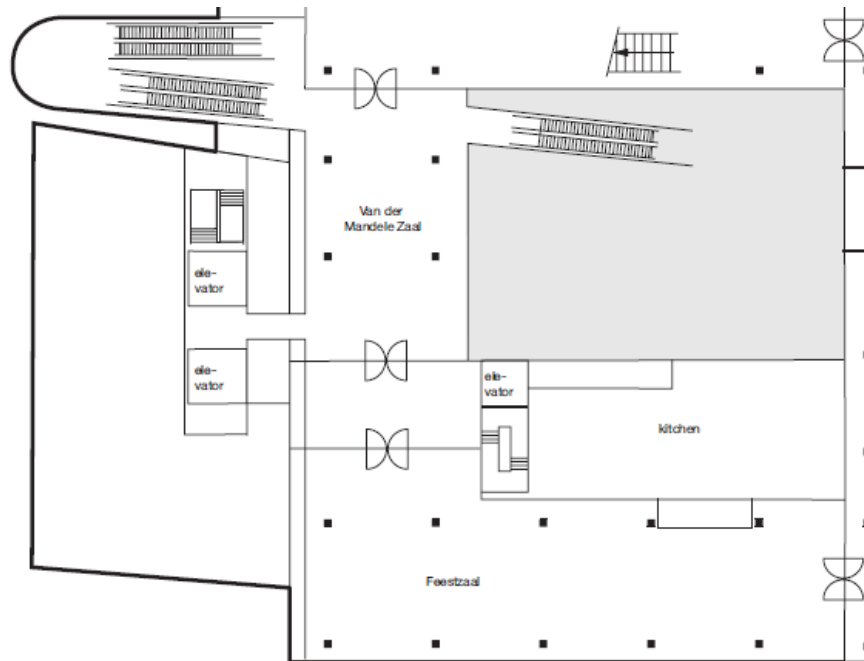 Van der
Mandele Zaal
ele-
vator
ele-
vator
ele-
vator
kitchen
Feestzaal